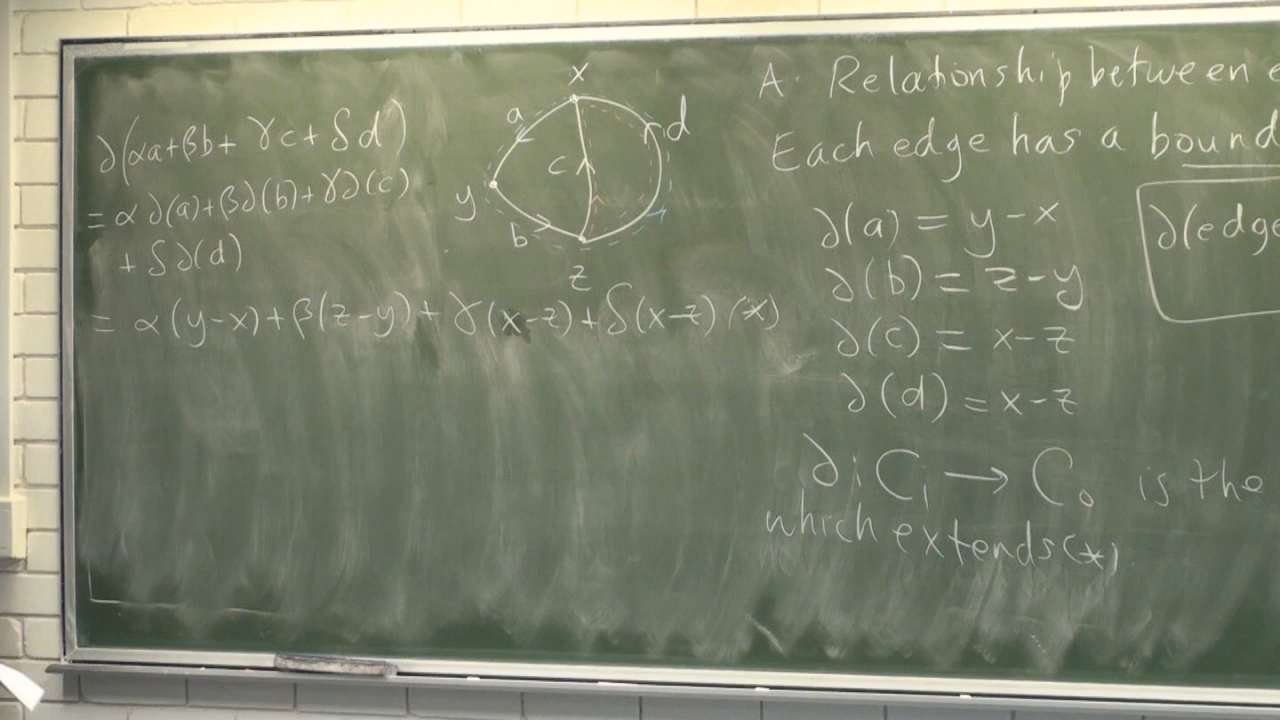 ∂(αa+βb+ γc+ δd)
= α∂(a)+β∂(b)+γ∂(c)
+ δ∂(d)
= α(y-x)+β(z-y)+γ(x-z)+δ(x-z) (*)
x
a
d
c
y
b
z
A. Relationship between
Each edge has a bound
∂(a) = y-x
∂(b) = z-y
∂(c) = x-z
∂(d) = x-z
∂(edge
∂: C₁ → C₀ is the
which extends (*)